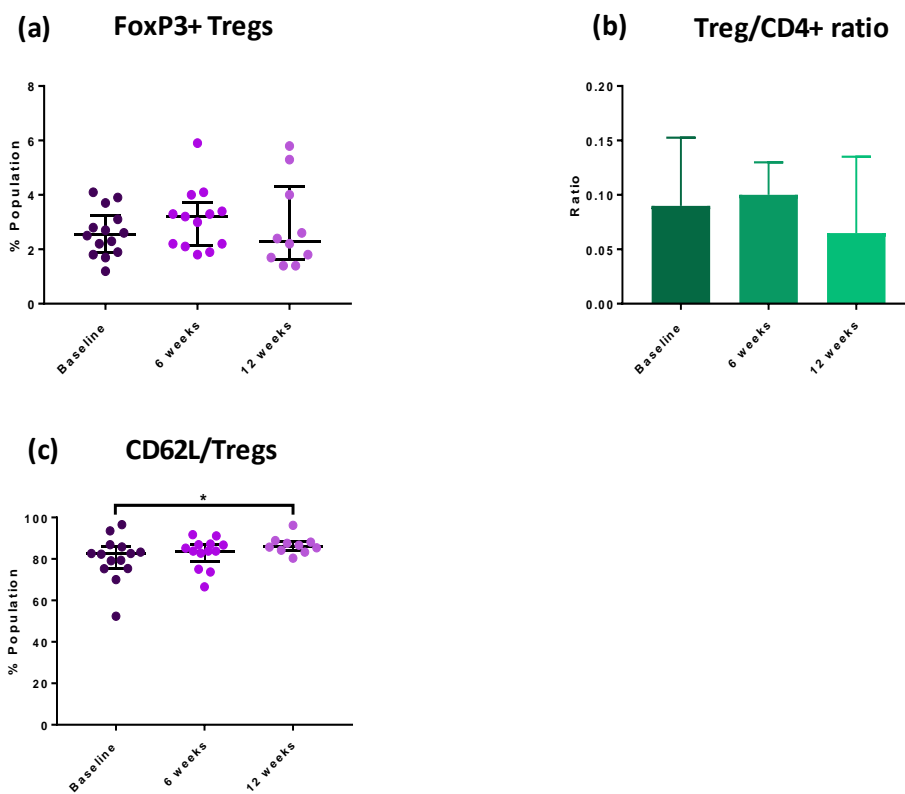 (a) FoxP3+ Tregs
8
6
4
2
0
% Population
Baseline
6 weeks
12 weeks
(b) Treg/CD4+ ratio
0.20
0.15
0.10
0.05
0.00
Ratio
Baseline
6 weeks
12 weeks
(c) CD62L/Tregs
*
100
80
60
40
20
0
% Population
Baseline
6 weeks
12 weeks